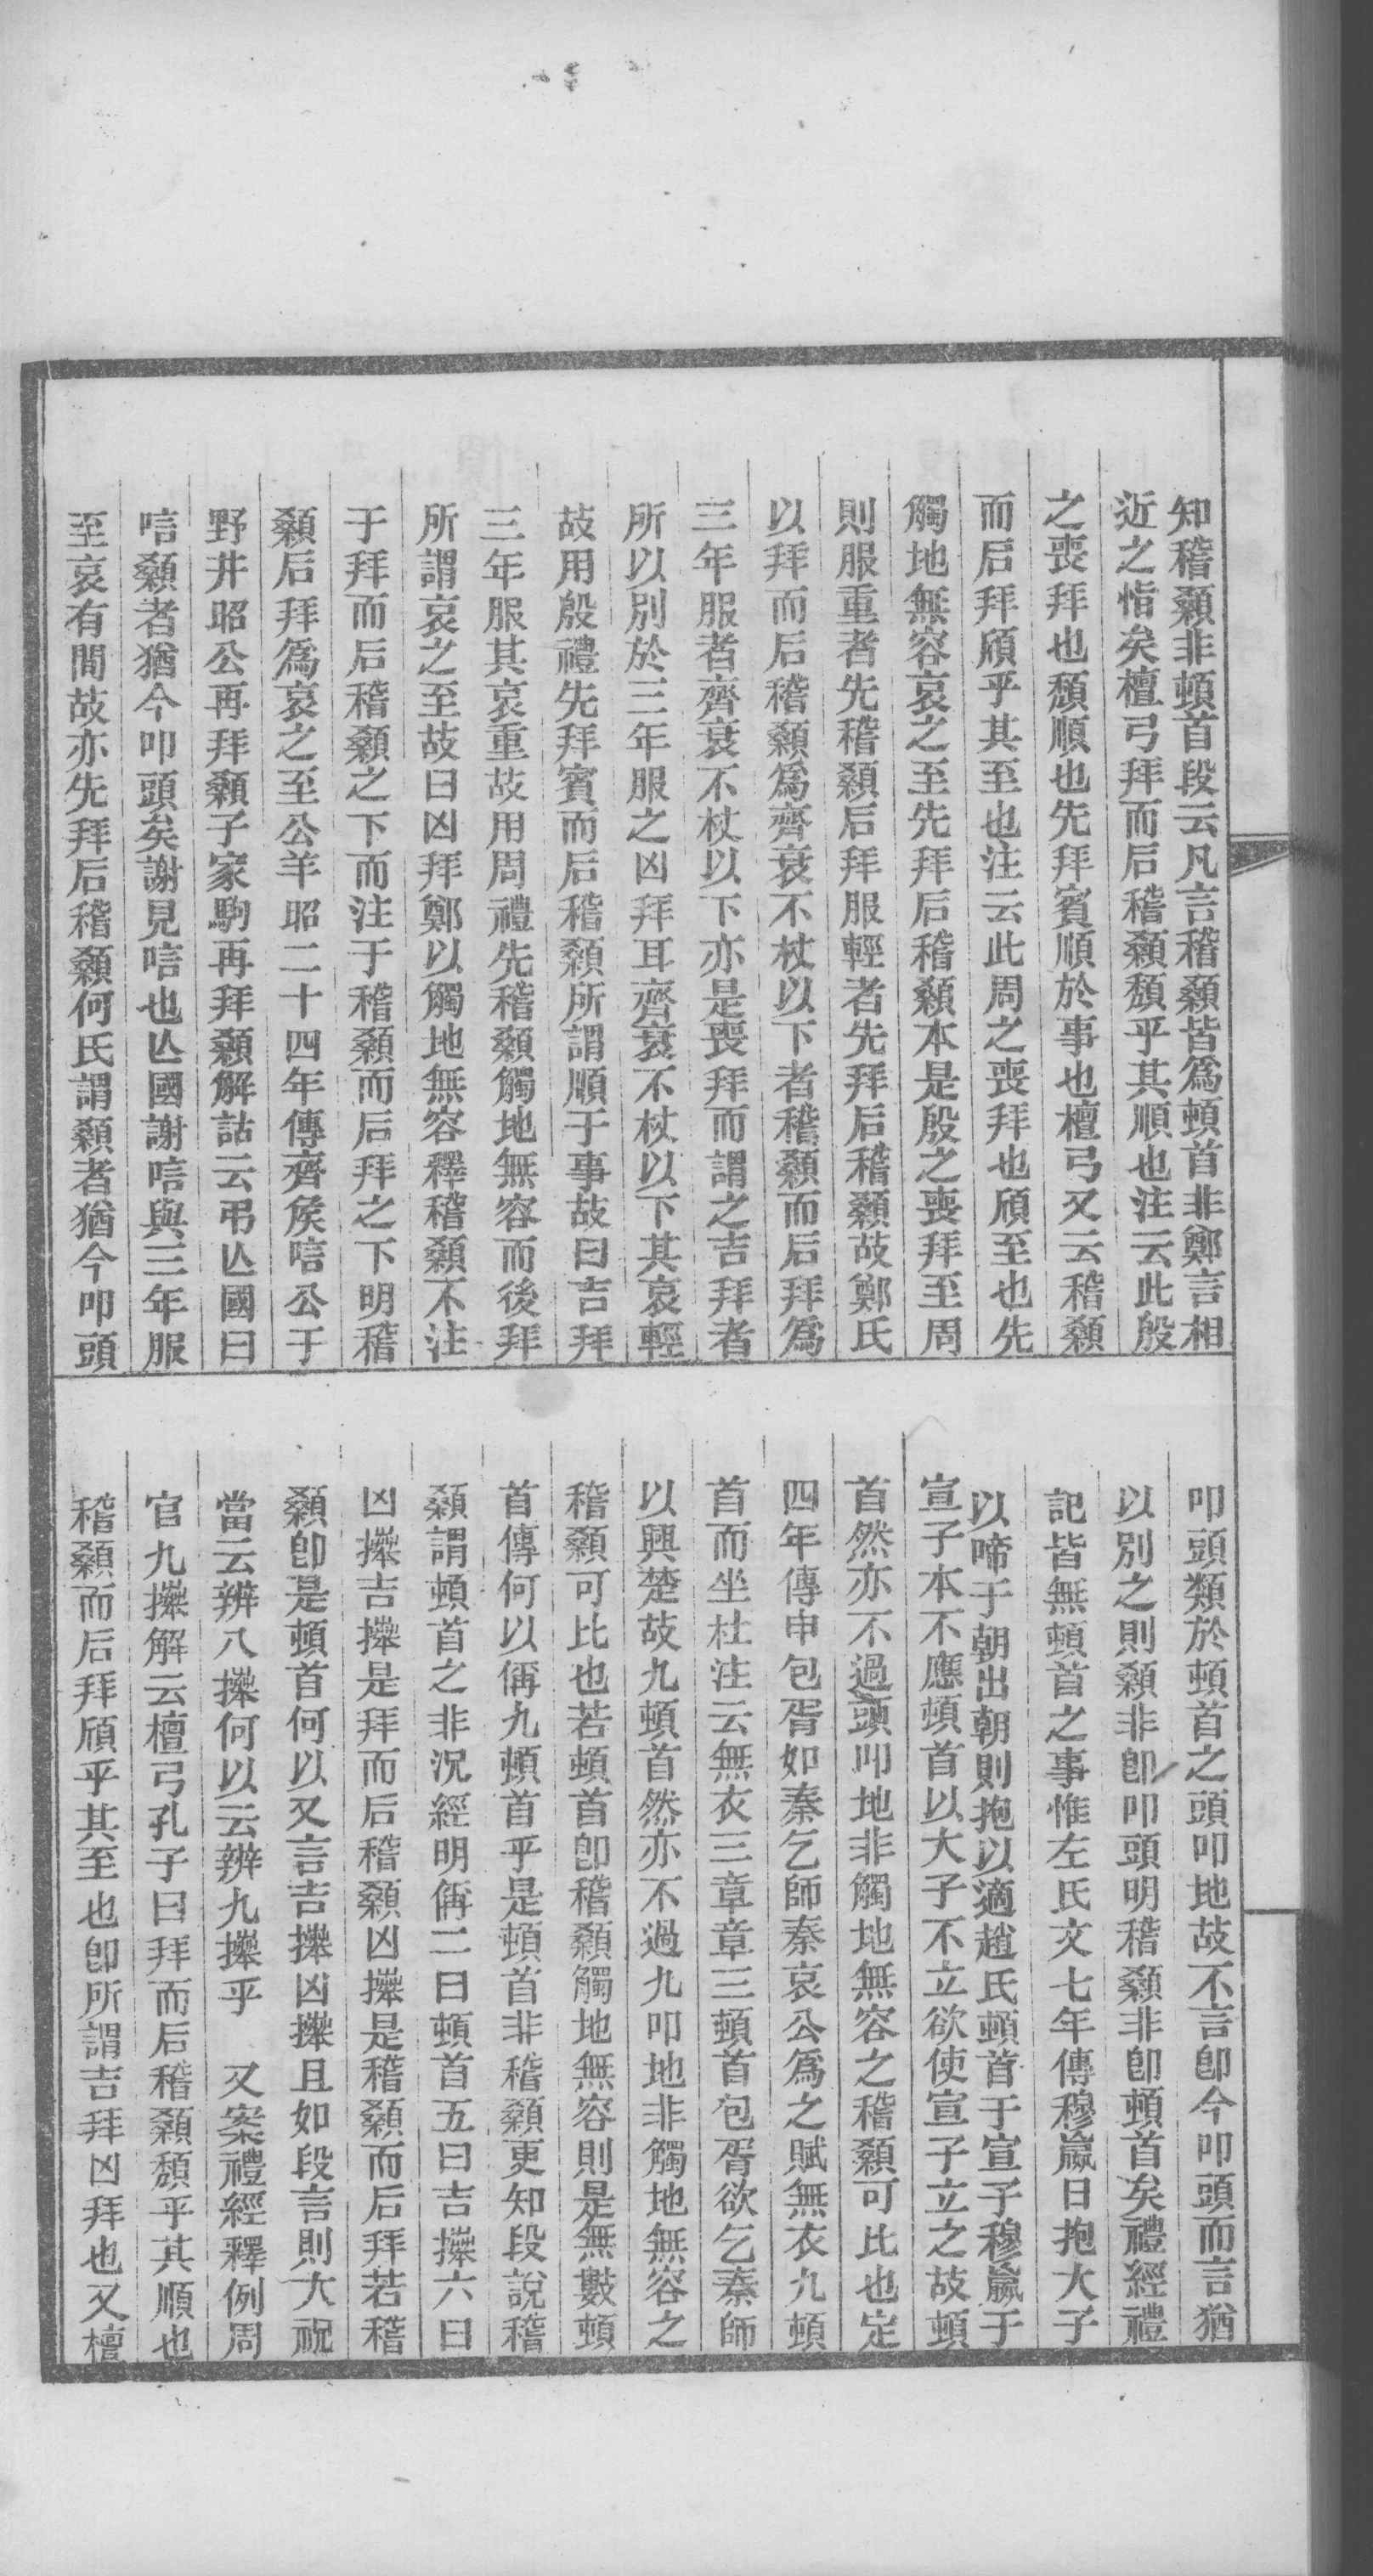 知稽顙非頓首段云凡言稽顙皆爲頓首非鄭言相
近之恉矣檀弓拜而后稽顙頹乎其順也注云此殷
之喪拜也頹順也先拜賓順於事也檀弓又云稽顙
而后拜頎乎其至也注云此周之喪拜也頎至也先
觸地無容哀之至先拜后稽顙本是殷之喪拜至周
則服重者先稽顙后拜服輕者先拜后稽顙故鄭氏
以拜而后稽顙爲齊衰不杖以下者稽顙而后拜爲
三年服者齊衰不杖以下亦是喪拜而謂之吉拜者
所以別於三年服之凶拜耳齊衰不杖以下其哀輕
故用殷禮先拜賓而后稽顙所謂順于事故曰吉拜
三年服其哀重故用周禮先稽顙觸地無容而後拜
所謂哀之至故曰凶拜鄭以觸地無容釋稽顙不注
于拜而后稽顙之下而注于稽顙而后拜之下明稽
顙后拜爲哀之至公羊昭二十四年傳齊矦唁公于
野井昭公再拜顙子家駒再拜顙解詁云弔亾國曰
唁顙者猶今叩頭矣謝見唁也亾國謝唁與三年服
至哀有閒故亦先拜后稽顙何氏謂顙者猶今叩頭
叩頭類於頓首之頭叩地故不言卽今叩頭而言猶
以別之則顙非卽叩頭明稽顙非卽頓首矣禮經禮
記皆無頓首之事惟左氏文七年傳穆嬴日抱大子
以啼于朝出朝則抱以適趙氏頓首于宣子穆嬴于
宣子本不應頓首以大子不立欲使宣子立之故頓
首然亦不過頭叩地非觸地無容之稽顙可比也定
四年傳申包胥如秦乞師秦哀公爲之賦無衣九頓
首而坐杜注云無衣三章章三頓首包胥欲乞秦師
以興楚故九頓首然亦不過九叩地非觸地無容之
稽顙可比也若頓首卽稽顙觸地無容則是無數頓
首傳何以偁九頓首乎是頓首非稽顙更知段說稽
顙謂頓首之非況經明偁二曰頓首五曰吉𢷎六曰
凶𢷎吉𢷎是拜而后稽顙凶𢷎是稽顙而后拜若稽
顙卽是頓首何以又言吉𢷎凶𢷎且如段言則大祝
當云辨八𢷎何以云辨九𢷎乎　又案禮經釋例周
官九𢷎解云檀弓孔子曰拜而后稽顙頹乎其順也
稽顙而后拜頎乎其至也卽所謂吉拜凶拜也又檀